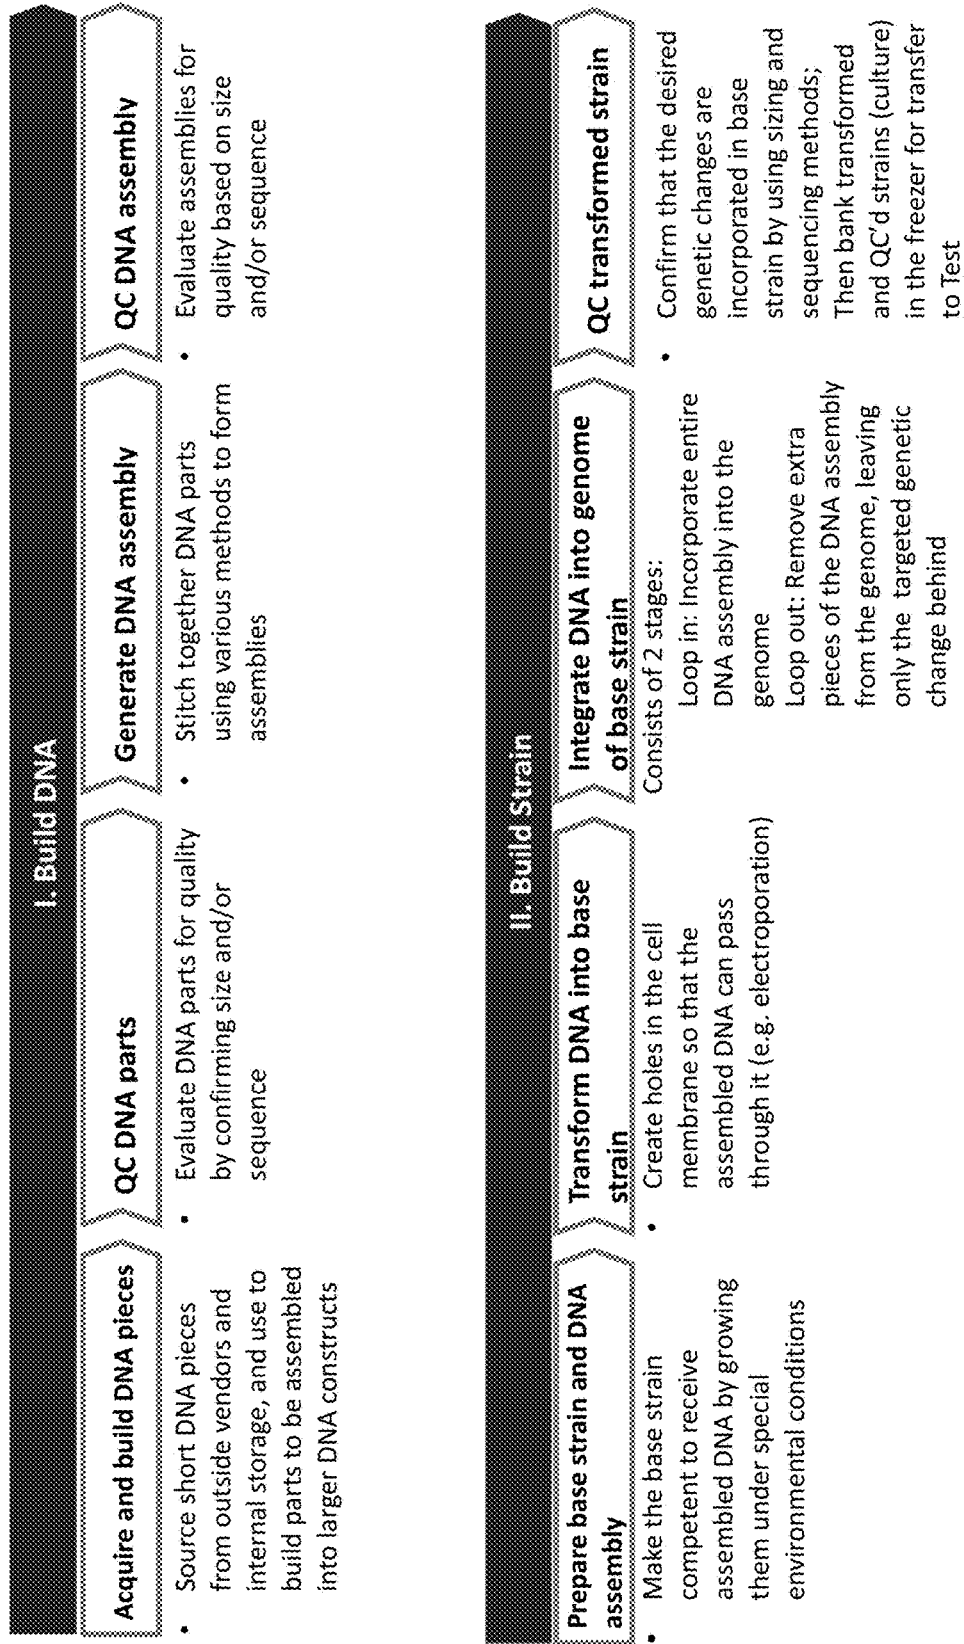 I. Build DNA
Acquire and build DNA pieces
• Source short DNA pieces
from outside vendors and
internal storage, and use to
build parts to be assembled
into larger DNA constructs
QC DNA parts
• Evaluate DNA parts for quality
by confirming size and/or
sequence
Generate DNA assembly
• Stitch together DNA parts
using various methods to form
assemblies
QC DNA assembly
• Evaluate assemblies for
quality based on size
and/or sequence
II. Build Strain
Prepare base strain and DNA
assembly
• Make the base strain
competent to receive
assembled DNA by growing
them under special
environmental conditions
Transform DNA into base
strain
• Create holes in the cell
membrane so that the
assembled DNA can pass
through it (e.g. electroporation)
Integrate DNA into genome
of base strain
Consists of 2 stages:
Loop in: Incorporate entire
DNA assembly into the
genome
Loop out: Remove extra
pieces of the DNA assembly
from the genome, leaving
only the targeted genetic
change behind
QC transformed strain
• Confirm that the desired
genetic changes are
incorporated in base
strain by using sizing and
sequencing methods;
Then bank transformed
and QC'd strains (culture)
in the freezer for transfer
to Test